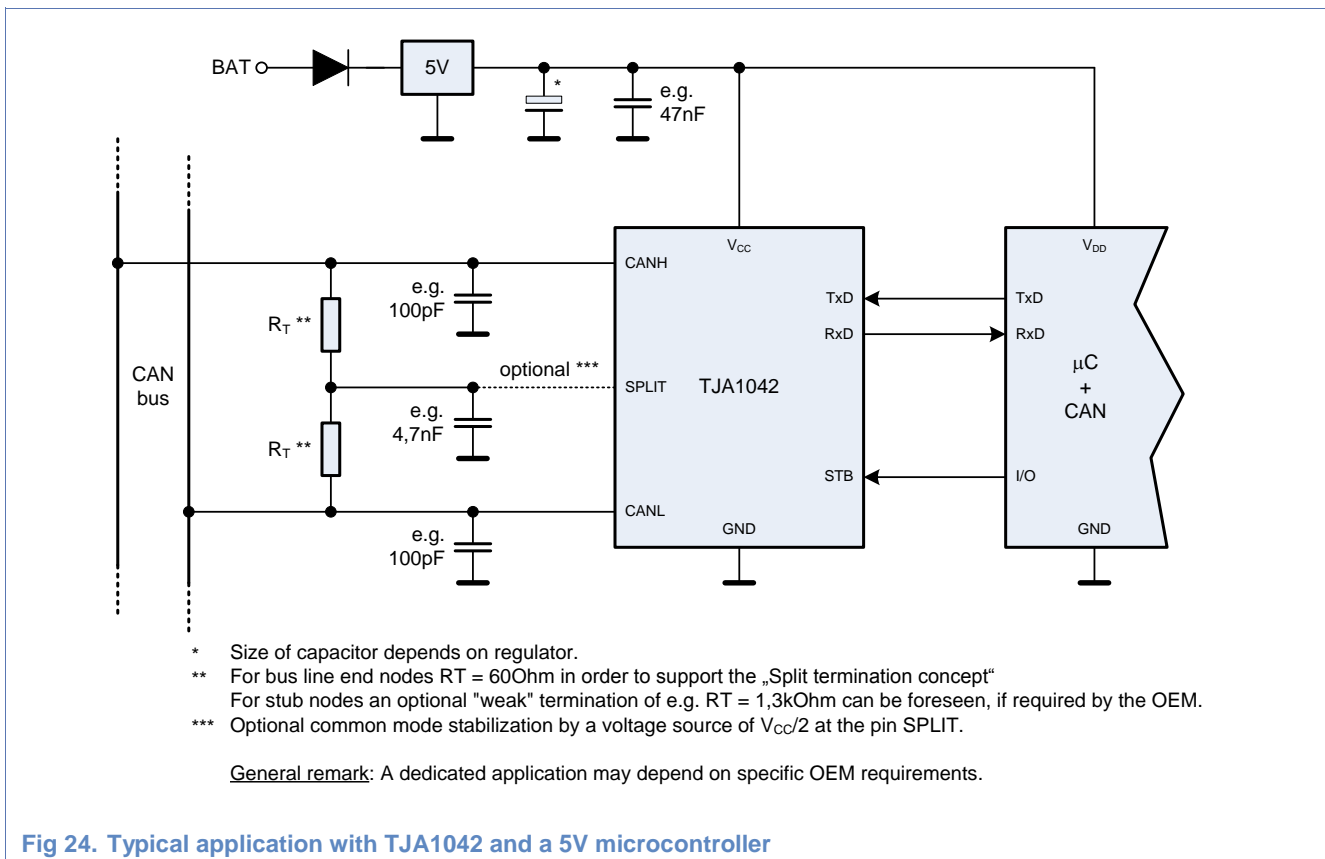 BAT
5V
*
e.g.
47nF
VCC
VDD
CANH
e.g.
100pF
TxD
TxD
RT **
RxD
RxD
optional ***
CAN
bus
SPLIT
TJA1042
μC
+
CAN
e.g.
4,7nF
RT **
STB
I/O
CANL
GND
GND
e.g.
100pF
* Size of capacitor depends on regulator.
** For bus line end nodes RT = 60Ohm in order to support the „Split termination concept“
For stub nodes an optional "weak" termination of e.g. RT = 1,3kOhm can be foreseen, if required by the OEM.
*** Optional common mode stabilization by a voltage source of VCC/2 at the pin SPLIT.
General remark: A dedicated application may depend on specific OEM requirements.
Fig 24. Typical application with TJA1042 and a 5V microcontroller